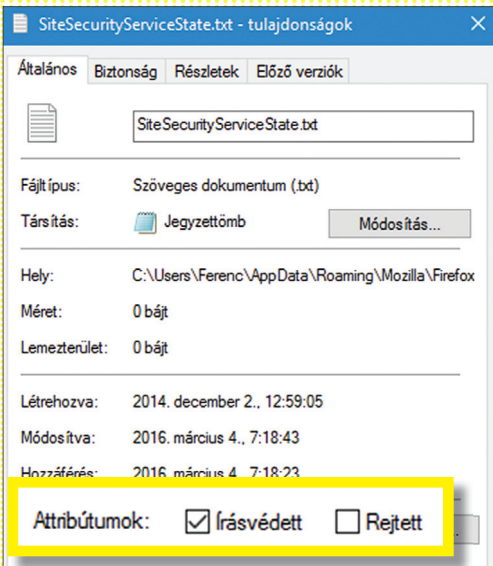 SiteSecurityServiceState.txt - tulajdonságok
Általános Biztonság Részletek Előző verziók
SiteSecurityServiceState.txt
Fájltípus: Szöveges dokumentum (.txt)
Társítás: Jegyzettömb Módosítás...
Hely: C:\Users\Ferenc\AppData\Roaming\Mozilla\Firefox
Méret: 0 bájt
Lemezterület: 0 bájt
Létrehozva: 2014. december 2., 12:59:05
Módosítva: 2016. március 4., 7:18:43
Hozzáférés: 2016. március 4., 7:18:23
Attribútumok: Írásvédett Rejtett